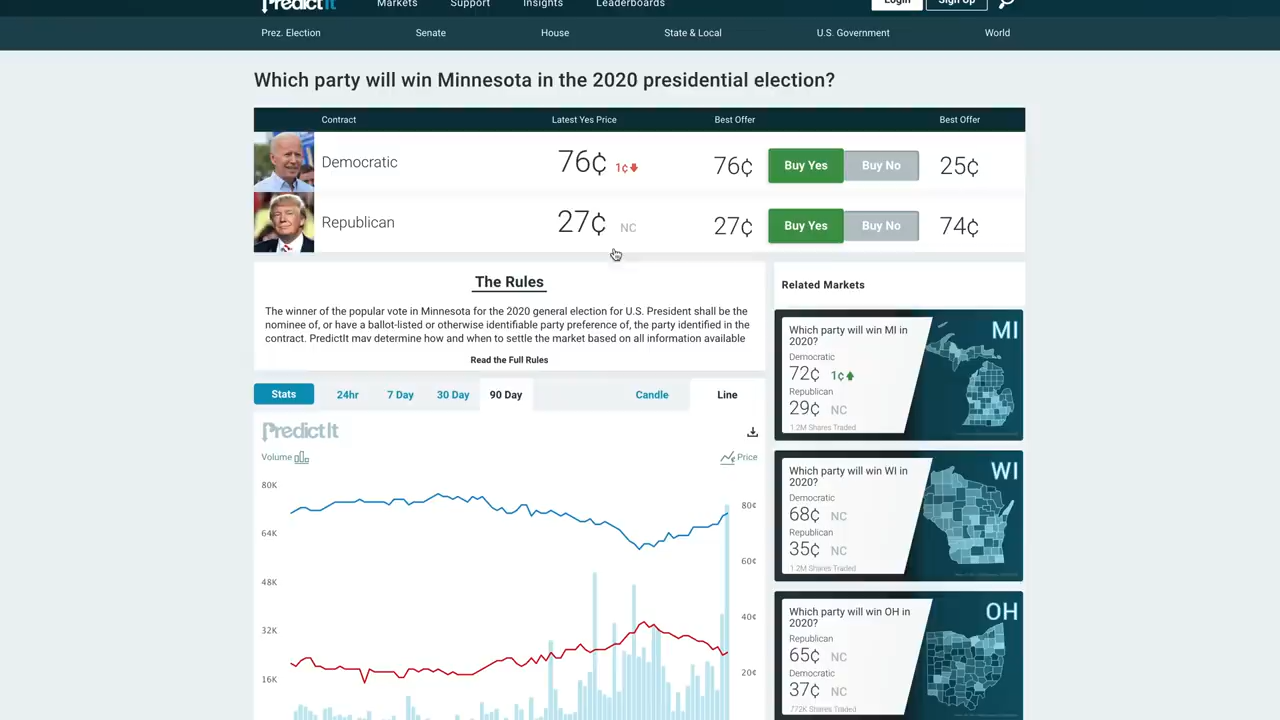 PredictIt
Markets
Support
Insights
Leaderboards
Login
Sign Up
Prez. Election
Senate
House
State & Local
U.S. Government
World
Which party will win Minnesota in the 2020 presidential election?
Contract
Latest Yes Price
Best Offer
Best Offer
Democratic
76¢
1¢
76¢
Buy Yes
Buy No
25¢
Republican
27¢
NC
27¢
Buy Yes
Buy No
74¢
The Rules
The winner of the popular vote in Minnesota for the 2020 general election for U.S. President shall be the
nominee of, or have a ballot-listed or otherwise identifiable party preference of, the party identified in the
contract. PredictIt may determine how and when to settle the market based on all information available
Read the Full Rules
Stats
24hr
7 Day
30 Day
90 Day
Candle
Line
PredictIt
Volume
Price
80K
64K
48K
32K
16K
80¢
60¢
40¢
20¢
Related Markets
Which party will win MI in
2020?
MI
Democratic
72¢
1¢
Republican
29¢
NC
1.2M Shares Traded
Which party will win WI in
2020?
WI
Democratic
68¢
NC
Republican
35¢
NC
1.2M Shares Traded
Which party will win OH in
2020?
OH
Republican
65¢
NC
Democratic
37¢
NC
772K Shares Traded